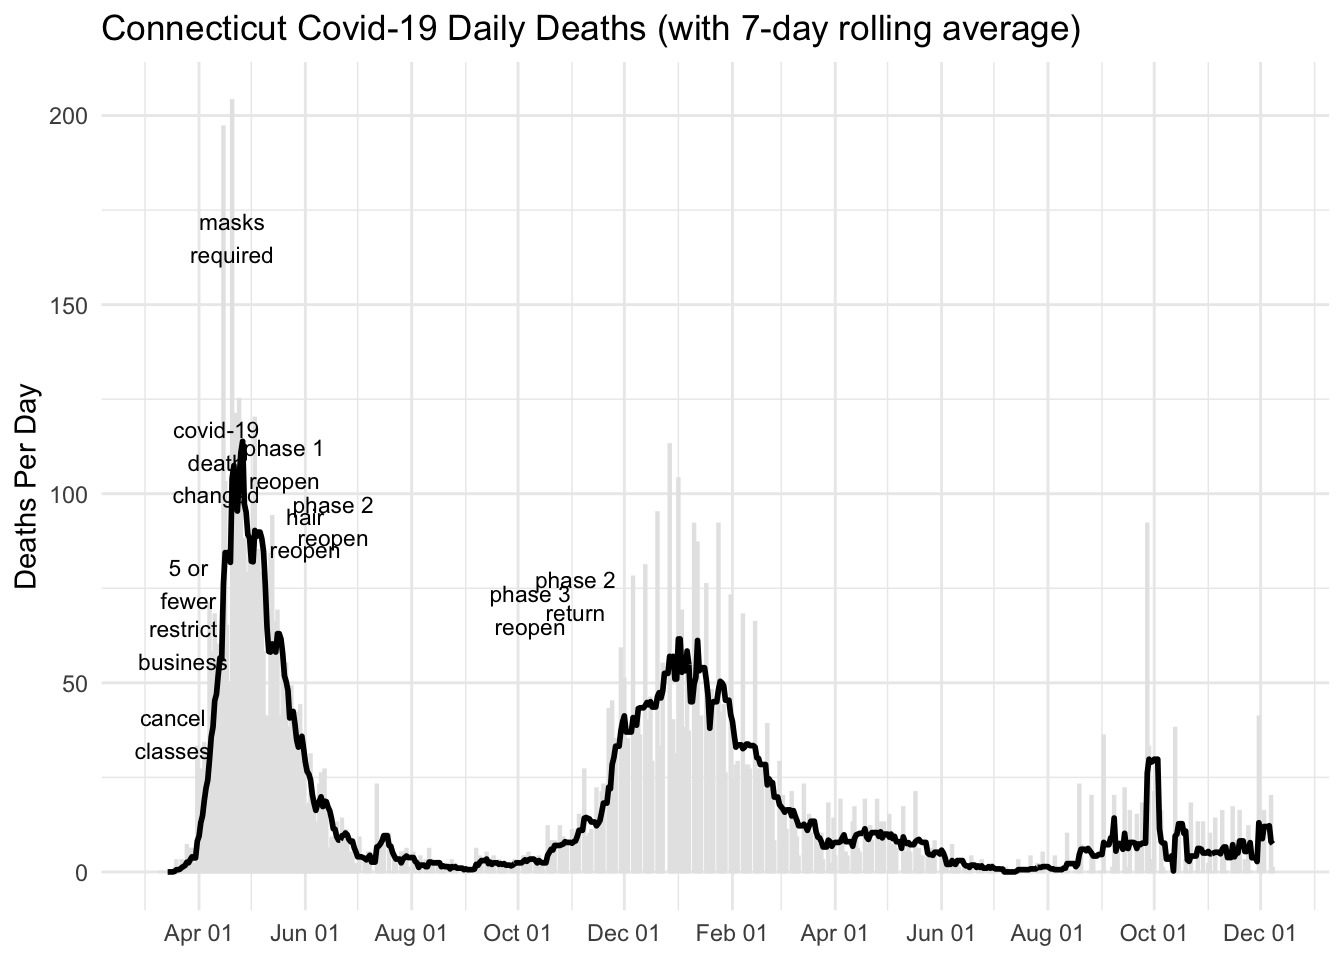 Connecticut Covid-19 Daily Deaths (with 7-day rolling average)
Deaths Per Day
200
150
100
50
0
masks
required
covid-19
death
changed
phase 1
reopen
phase 2
reopen
hair
reopen
5 or
fewer
restrict
business
cancel
classes
phase 3
reopen
phase 2
return
Apr 01
Jun 01
Aug 01
Oct 01
Dec 01
Feb 01
Apr 01
Jun 01
Aug 01
Oct 01
Dec 01